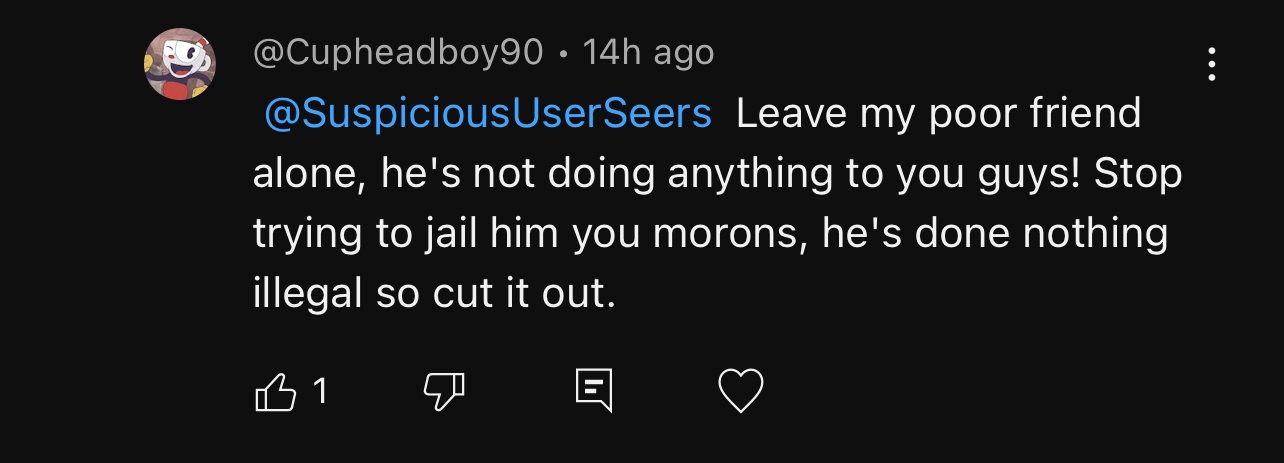 @Cupheadboy90 • 14h ago
@SuspiciousUserSeers Leave my poor friend
alone, he's not doing anything to you guys! Stop
trying to jail him you morons, he's done nothing
illegal so cut it out.
1